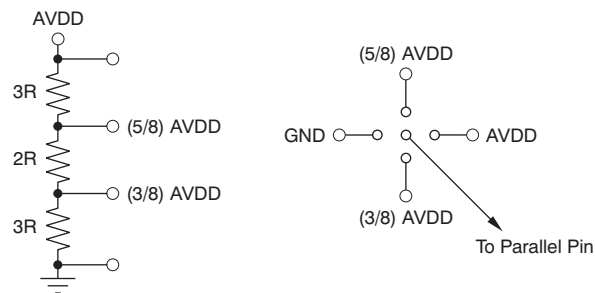 AVDD
3R
(5/8) AVDD
2R
(3/8) AVDD
3R
(5/8) AVDD
GND
AVDD
(3/8) AVDD
To Parallel Pin